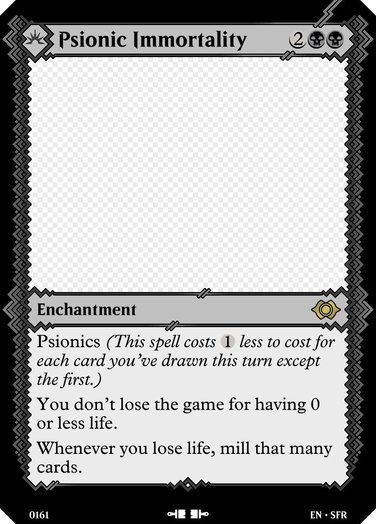 Psionic Immortality 2
Enchantment
Psionics (This spell costs 1 less to cost for
each card you've drawn this turn except
the first.)
You don't lose the game for having 0
or less life.
Whenever you lose life, mill that many
cards.
0161 EN • SFR